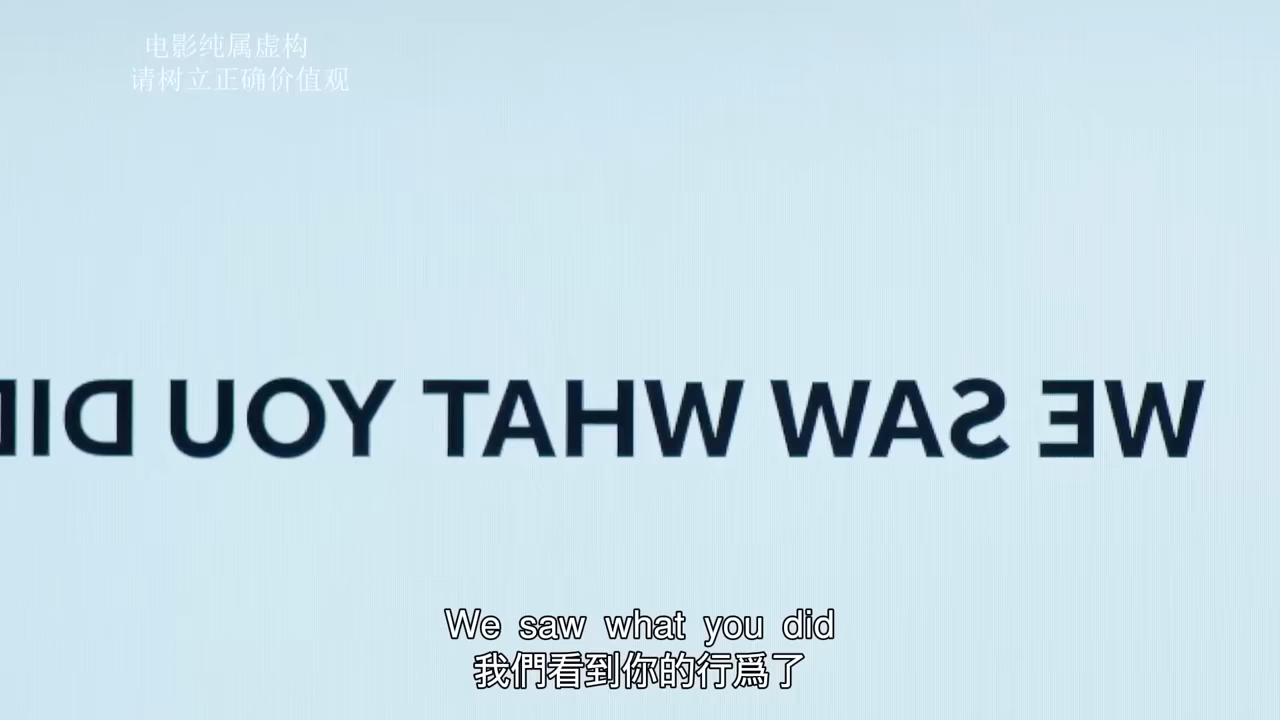 电影纯属虚构
请树立正确价值观
WE SAW WHAT YOU DID
We saw what you did
我們看到你的行爲了